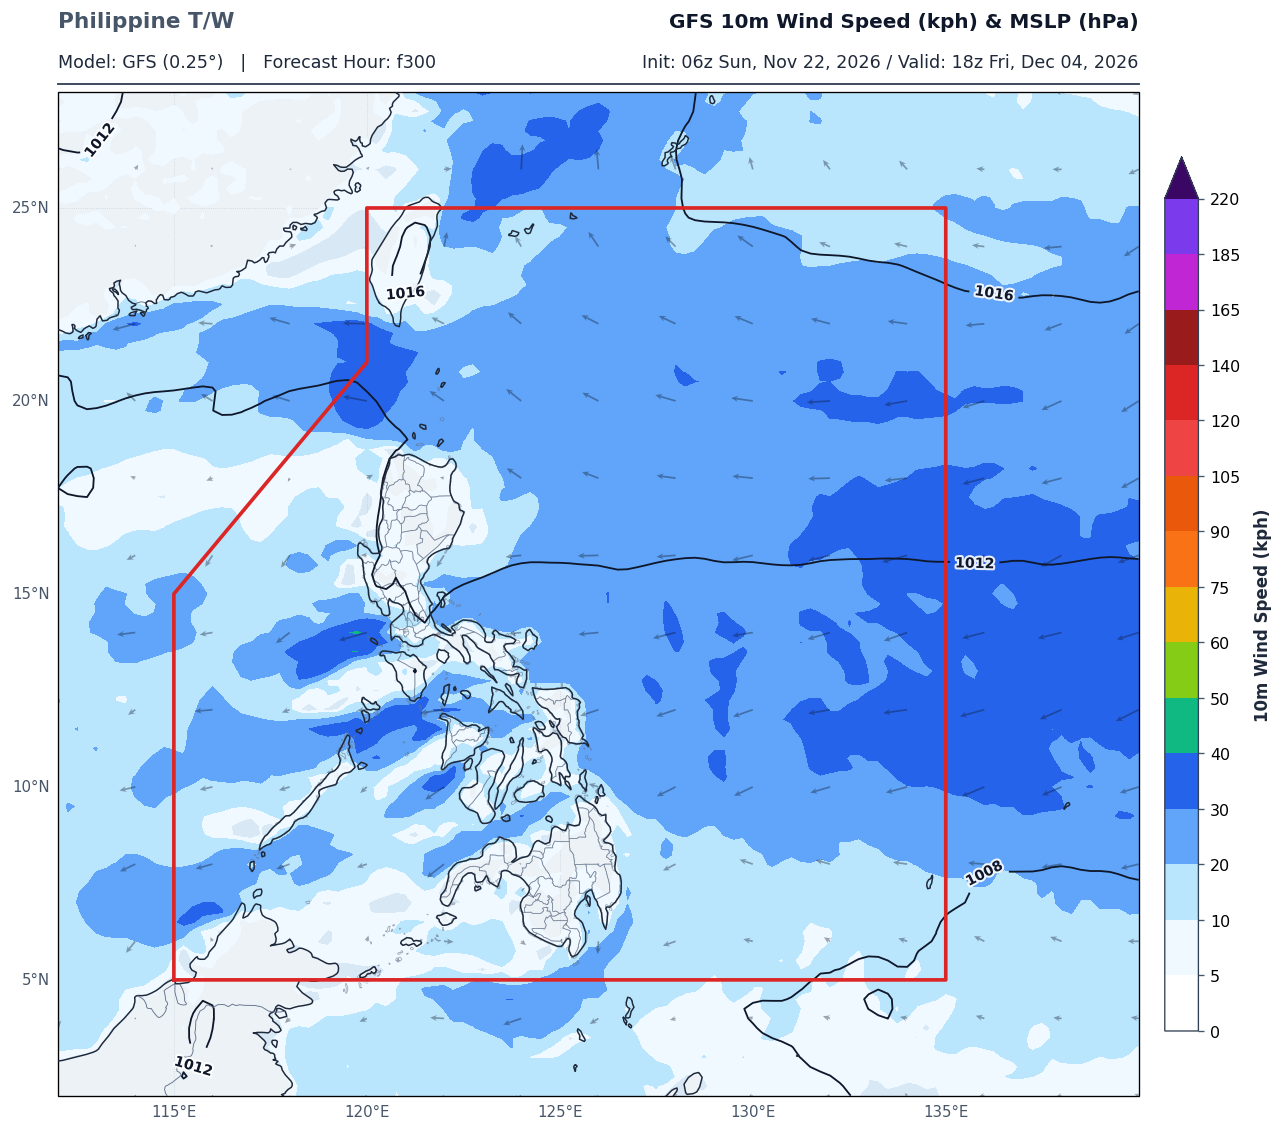 Philippine T/W
GFS 10m Wind Speed (kph) & MSLP (hPa)
Model: GFS (0.25°) | Forecast Hour: f300
Init: 06z Sun, Nov 22, 2026 / Valid: 18z Fri, Dec 04, 2026
1012
25°N
1016
1016
20°N
1012
15°N
10°N
1008
5°N
1012
115°E
120°E
125°E
130°E
135°E
220
185
165
140
120
105
90
75
60
50
40
30
20
10
5
0
10m Wind Speed (kph)